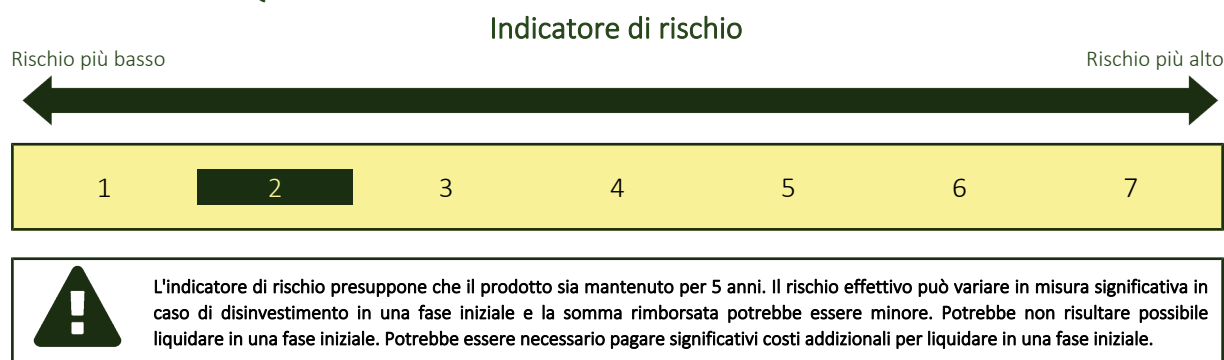 Indicatore di rischio
Rischio più basso
Rischio più alto
1 2 3 4 5 6 7
L'indicatore di rischio presuppone che il prodotto sia mantenuto per 5 anni. Il rischio effettivo può variare in misura significativa in
caso di disinvestimento in una fase iniziale e la somma rimborsata potrebbe essere minore. Potrebbe non risultare possibile
liquidare in una fase iniziale. Potrebbe essere necessario pagare significativi costi addizionali per liquidare in una fase iniziale.